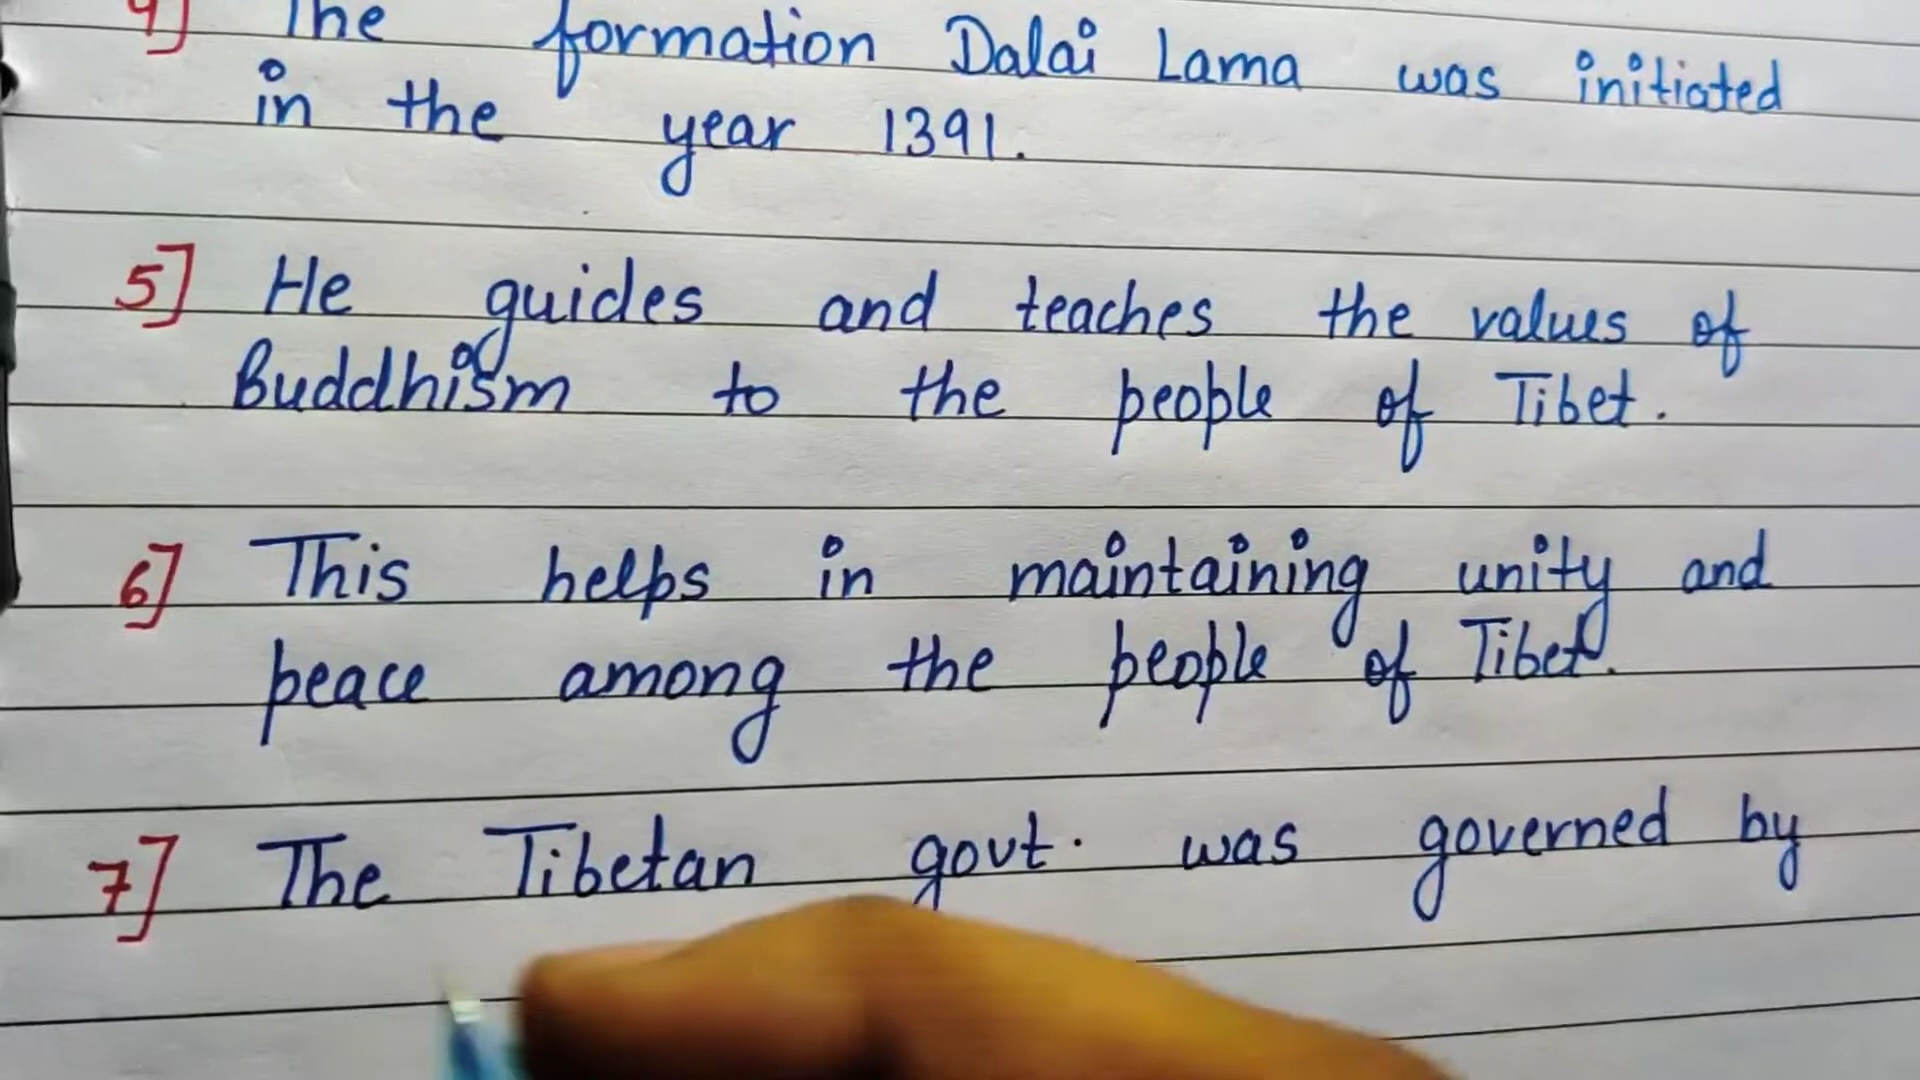 4] The formation Dalai Lama was initiated
in the year 1391.
5] He guides and teaches the values of
Buddhism to the people of Tibet.
6] This helps in maintaining unity and
peace among the people of Tibet.
7] The Tibetan govt. was governed by